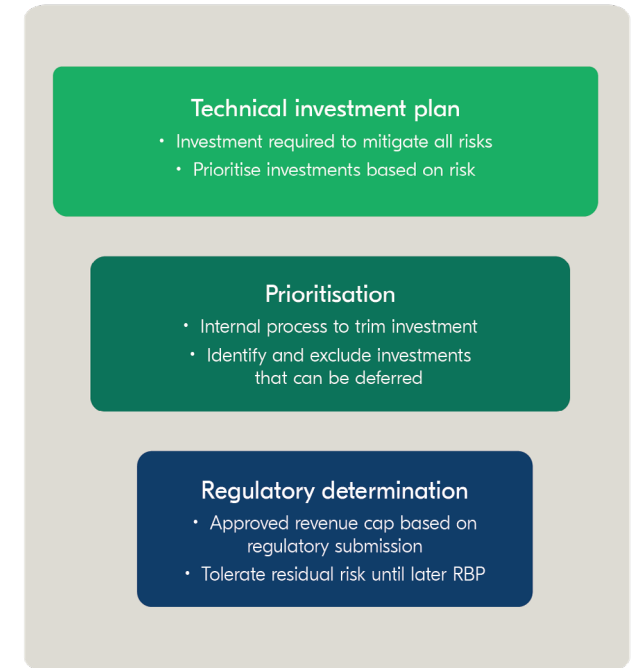 Technical investment plan
• Investment required to mitigate all risks
• Prioritise investments based on risk
Prioritisation
• Internal process to trim investment
• Identify and exclude investments
that can be deferred
Regulatory determination
• Approved revenue cap based on
regulatory submission
• Tolerate residual risk until later RBP